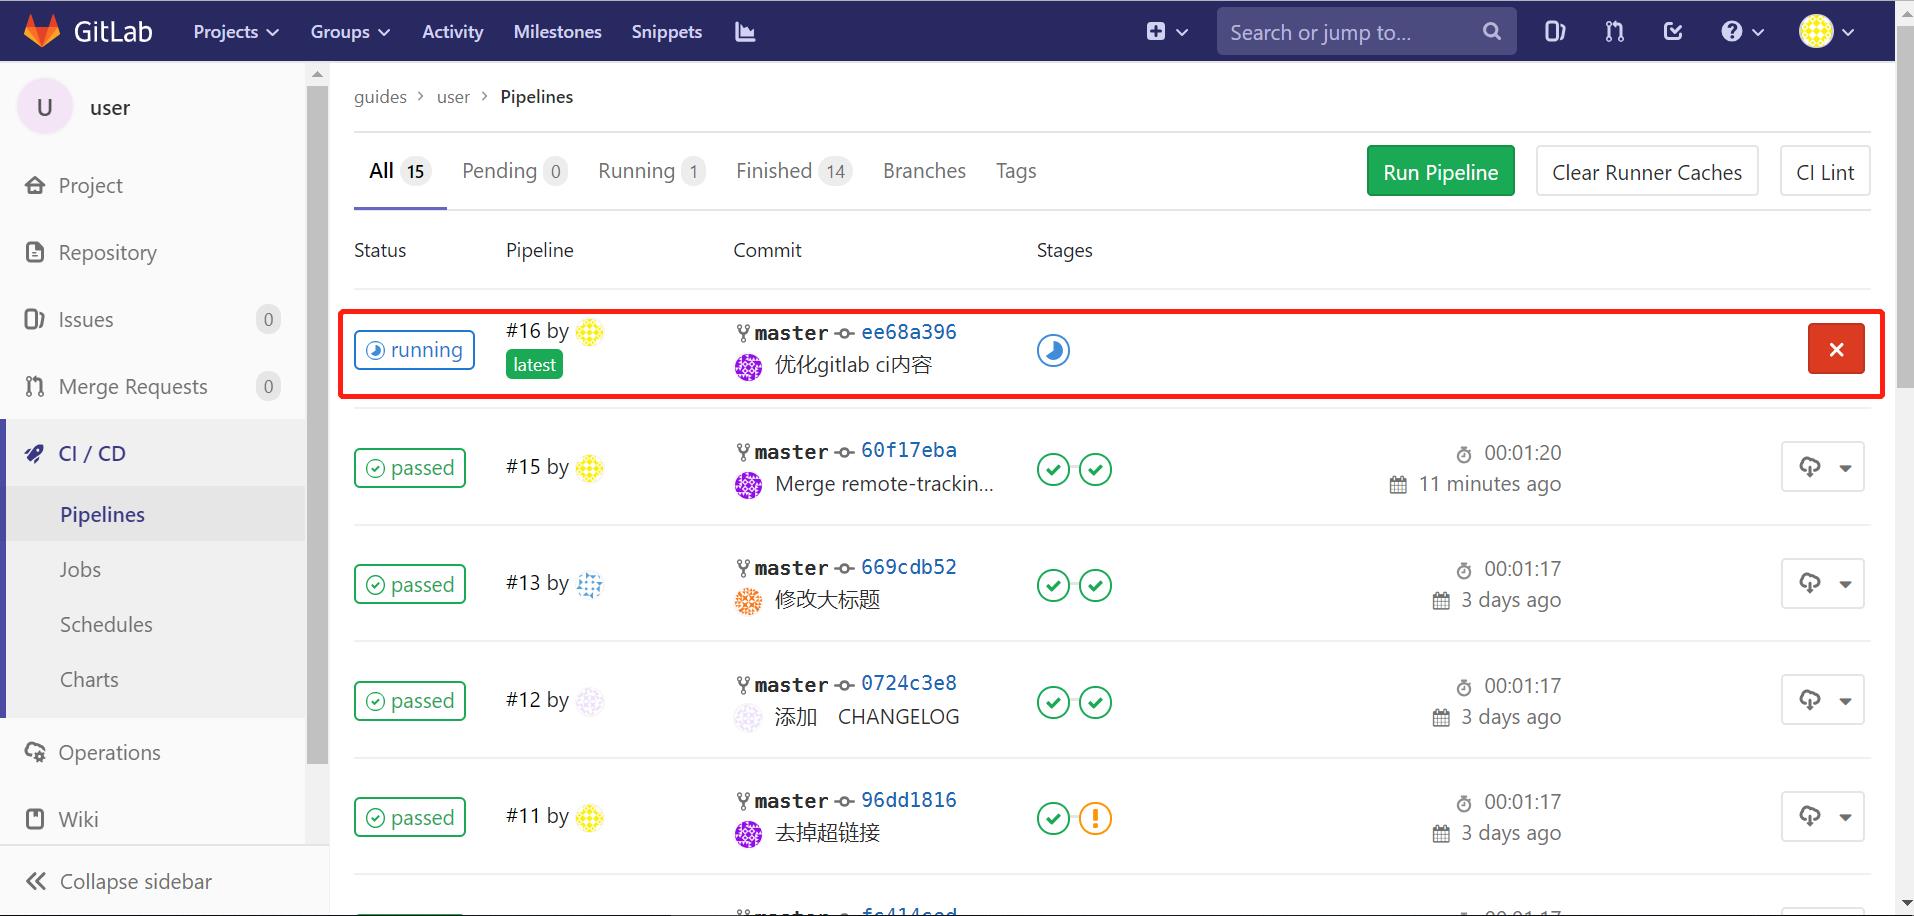 GitLab Projects Groups Activity Milestones Snippets Search or jump to...
U user
Project
Repository
Issues 0
Merge Requests 0
CI / CD
Pipelines
Jobs
Schedules
Charts
Operations
Wiki
Collapse sidebar
guides > user > Pipelines
All 15 Pending 0 Running 1 Finished 14 Branches Tags Run Pipeline Clear Runner Caches CI Lint
Status Pipeline Commit Stages
running #16 by master ee68a396
latest 优化gitlab ci内容
passed #15 by master 60f17eba 00:01:20
Merge remote-trackin... 11 minutes ago
passed #13 by master 669cdb52 00:01:17
修改大标题 3 days ago
passed #12 by master 0724c3e8 00:01:17
添加 CHANGELOG 3 days ago
passed #11 by master 96dd1816 00:01:17
去掉超链接 3 days ago